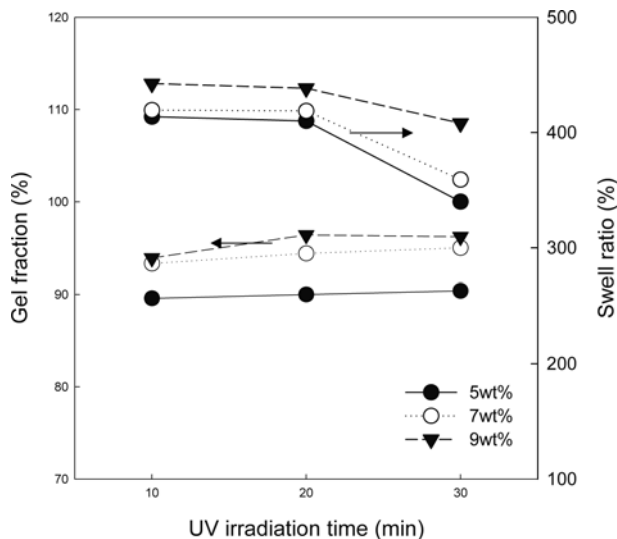 120
110
100
90
80
70
Gel fraction (%)
500
400
300
200
100
Swell ratio (%)
5wt%
7wt%
9wt%
10
20
30
UV irradiation time (min)